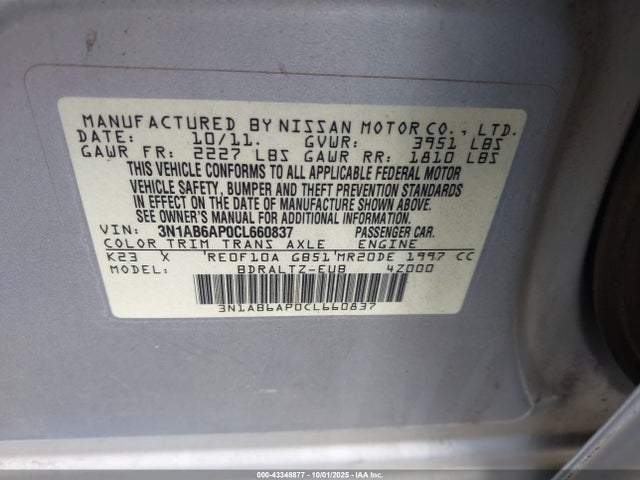 MANUFACTURED BY NISSAN MOTOR CO., LTD.
DATE: 10/11. GVWR: 3951 LBS
GAWR FR: 2227 LBS GAWR RR: 1810 LBS
THIS VEHICLE CONFORMS TO ALL APPLICABLE FEDERAL MOTOR
VEHICLE SAFETY, BUMPER AND THEFT PREVENTION STANDARDS
IN EFFECT ON THE DATE OF MANUFACTURE SHOWN ABOVE.
SEE OWNER'S MANUAL FOR ADDITIONAL INFORMATION.
VIN: 3N1AB6AP0CL660837 PASSENGER CAR.
COLOR TRIM TRANS AXLE ENGINE
K23 X 'RE0F10A GB51'MR20DE 1997 CC
MODEL: BDRALTZ-EUB 4Z000
3N1AB6AP0CL660837
000-43348877 - 10/01/2025 - IAA Inc.